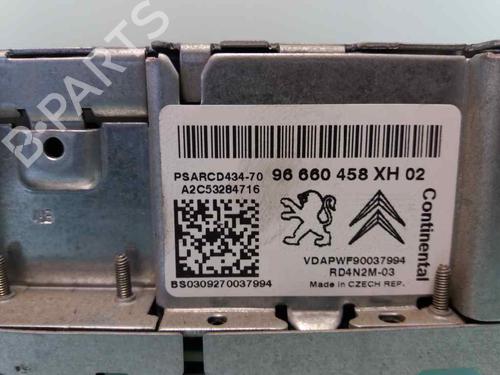 B-PARTS
PSARCD434-70 96 660 458 XH 02
A2C53284716
Continental
VDAPWF90037994
RD4N2M-03
BS0309270037994
Made in CZECH REP.